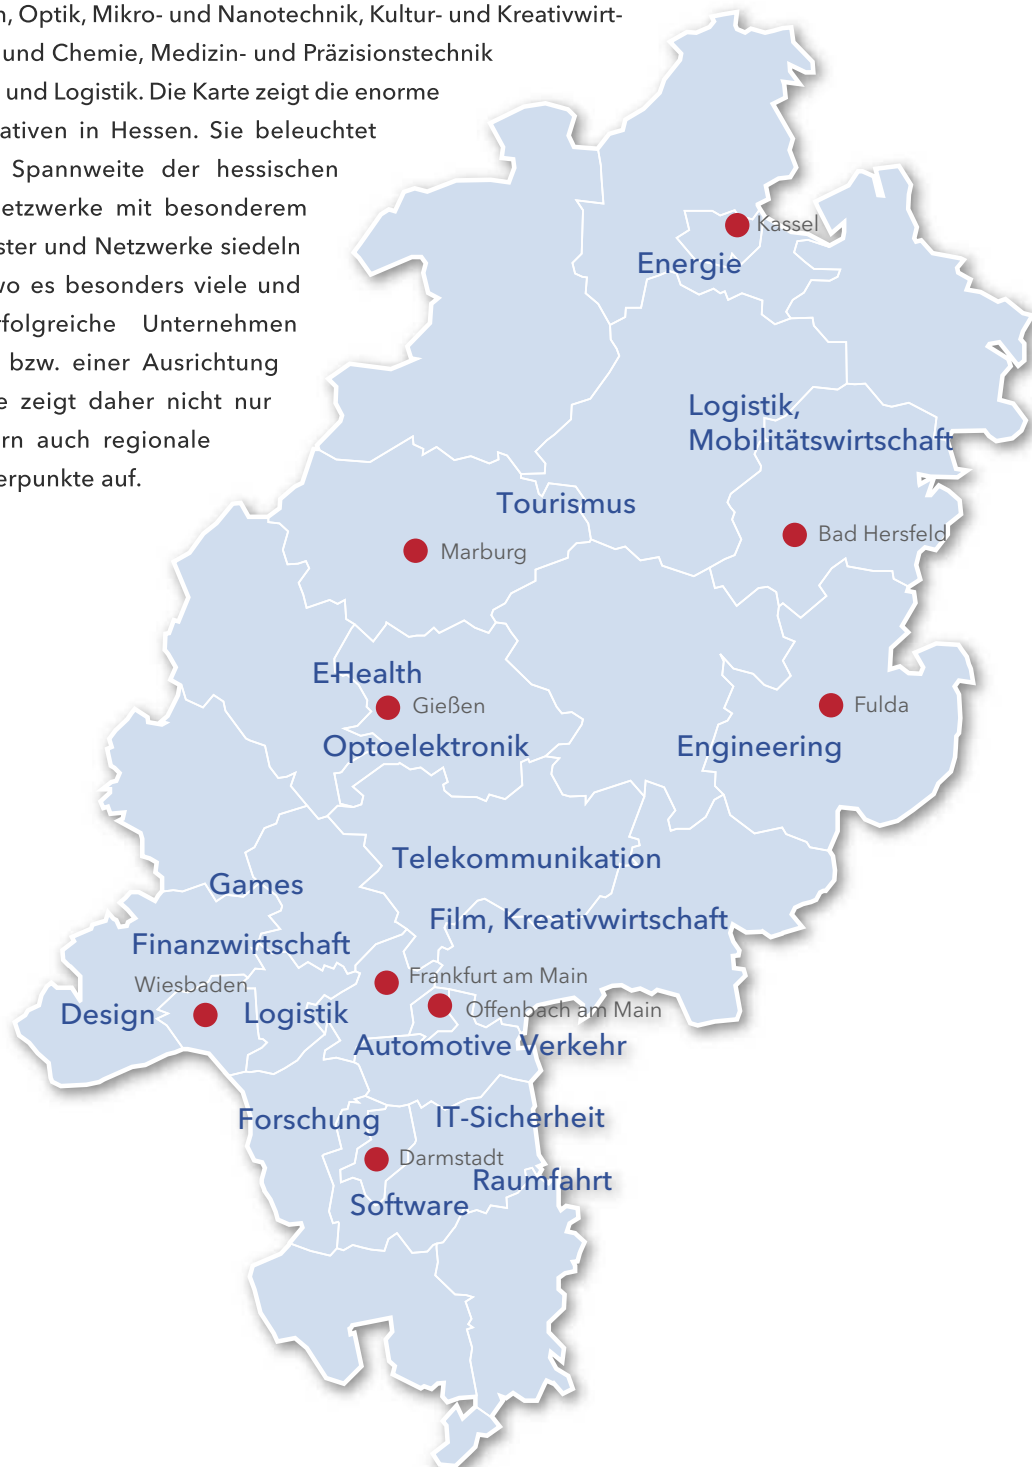 , Optik, Mikro- und Nanotechnik, Kultur- und Kreativwirt-
und Chemie, Medizin- und Präzisionstechnik
und Logistik. Die Karte zeigt die enorme
ativen in Hessen. Sie beleuchtet
Spannweite der hessischen
etzwerke mit besonderem
ster und Netzwerke siedeln
wo es besonders viele und
rfolgreiche Unternehmen
bzw. einer Ausrichtung
e zeigt daher nicht nur
rn auch regionale
erpunkte auf.
Kassel
Energie
Logistik,
Mobilitätswirtschaft
Tourismus
Bad Hersfeld
Marburg
E-Health
Gießen
Fulda
Optoelektronik
Engineering
Telekommunikation
Games
Film, Kreativwirtschaft
Finanzwirtschaft
Frankfurt am Main
Wiesbaden
Offenbach am Main
Design
Logistik
Automotive Verkehr
Forschung
IT-Sicherheit
Darmstadt
Raumfahrt
Software